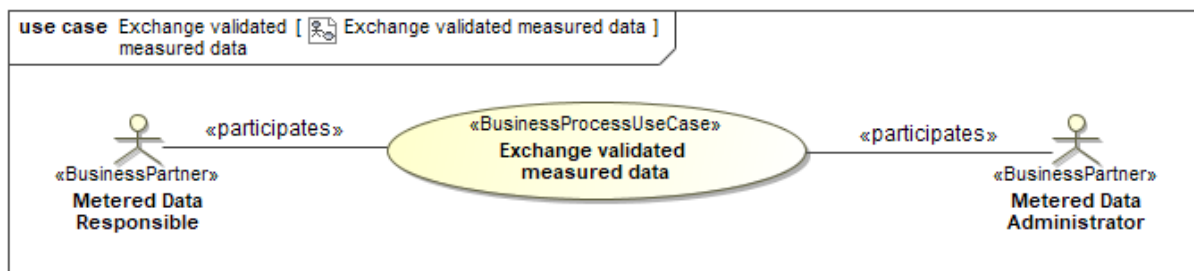 use case Exchange validated [ Exchange validated measured data ]
measured data
«participates»
«BusinessProcessUseCase»
Exchange validated
measured data
«participates»
«BusinessPartner»
Metered Data
Responsible
«BusinessPartner»
Metered Data
Administrator